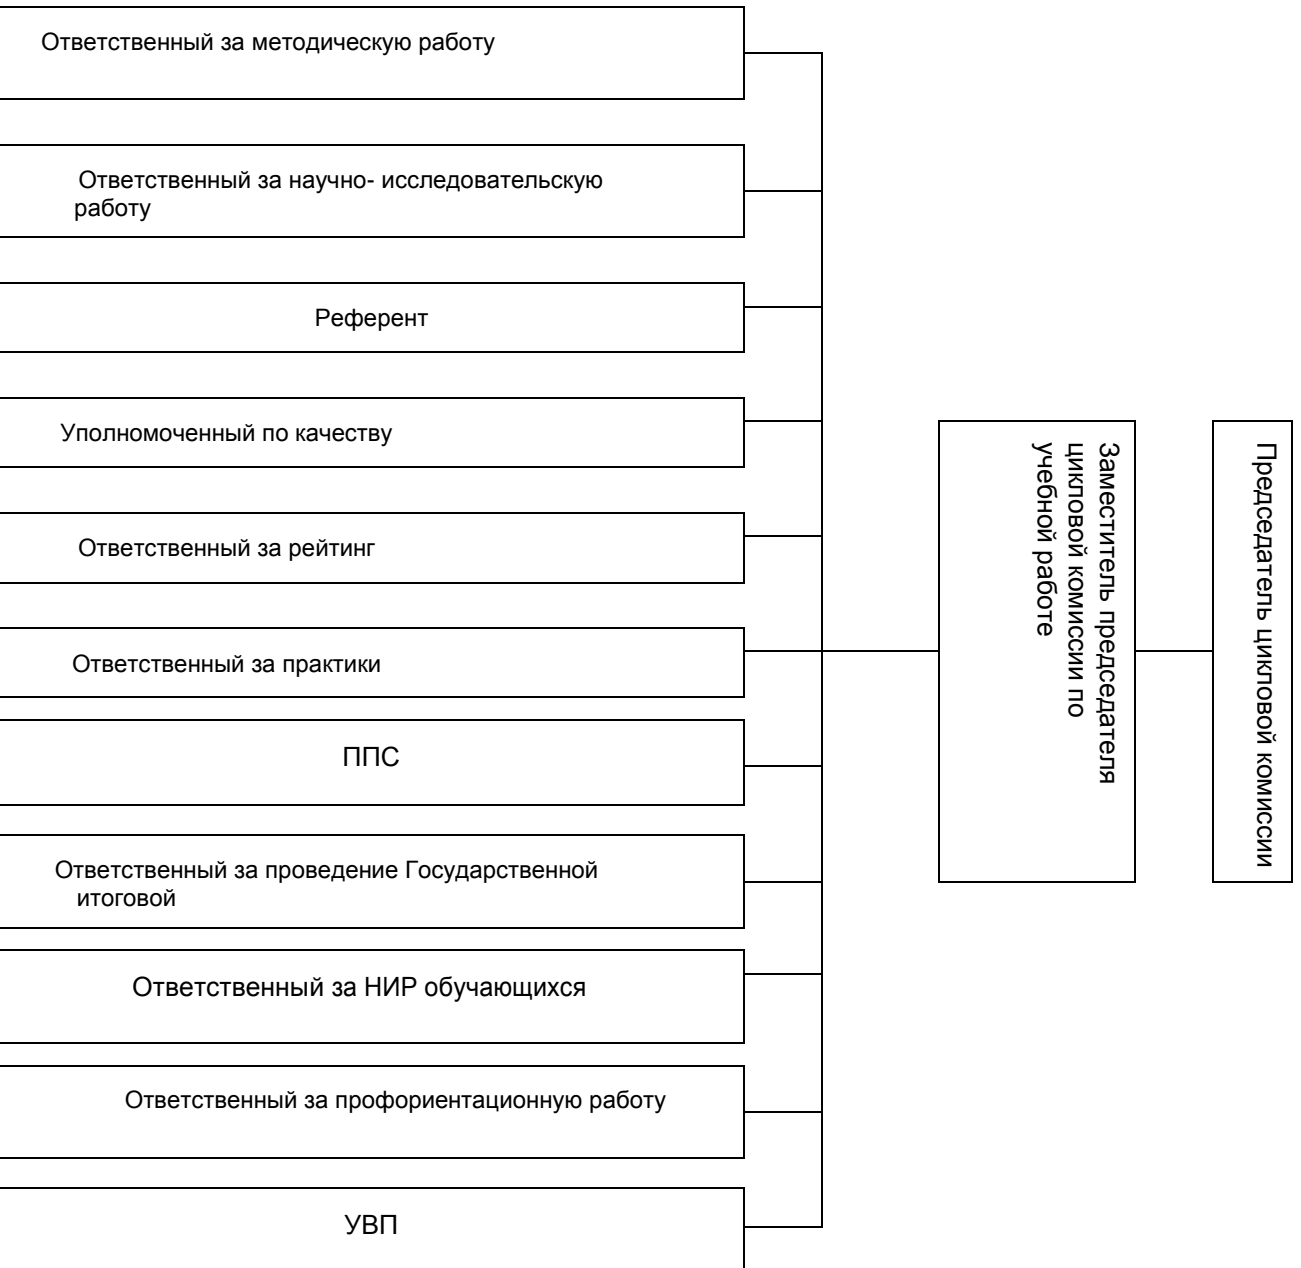 Ответственный за методическую работу
Ответственный за научно- исследовательскую
работу
Референт
Уполномоченный по качеству
Ответственный за рейтинг
Ответственный за практики
ППС
Ответственный за проведение Государственной
итоговой
Ответственный за НИР обучающихся
Ответственный за профориентационную работу
УВП
Заместитель председателя
цикловой комиссии по
учебной работе
Председатель цикловой комиссии